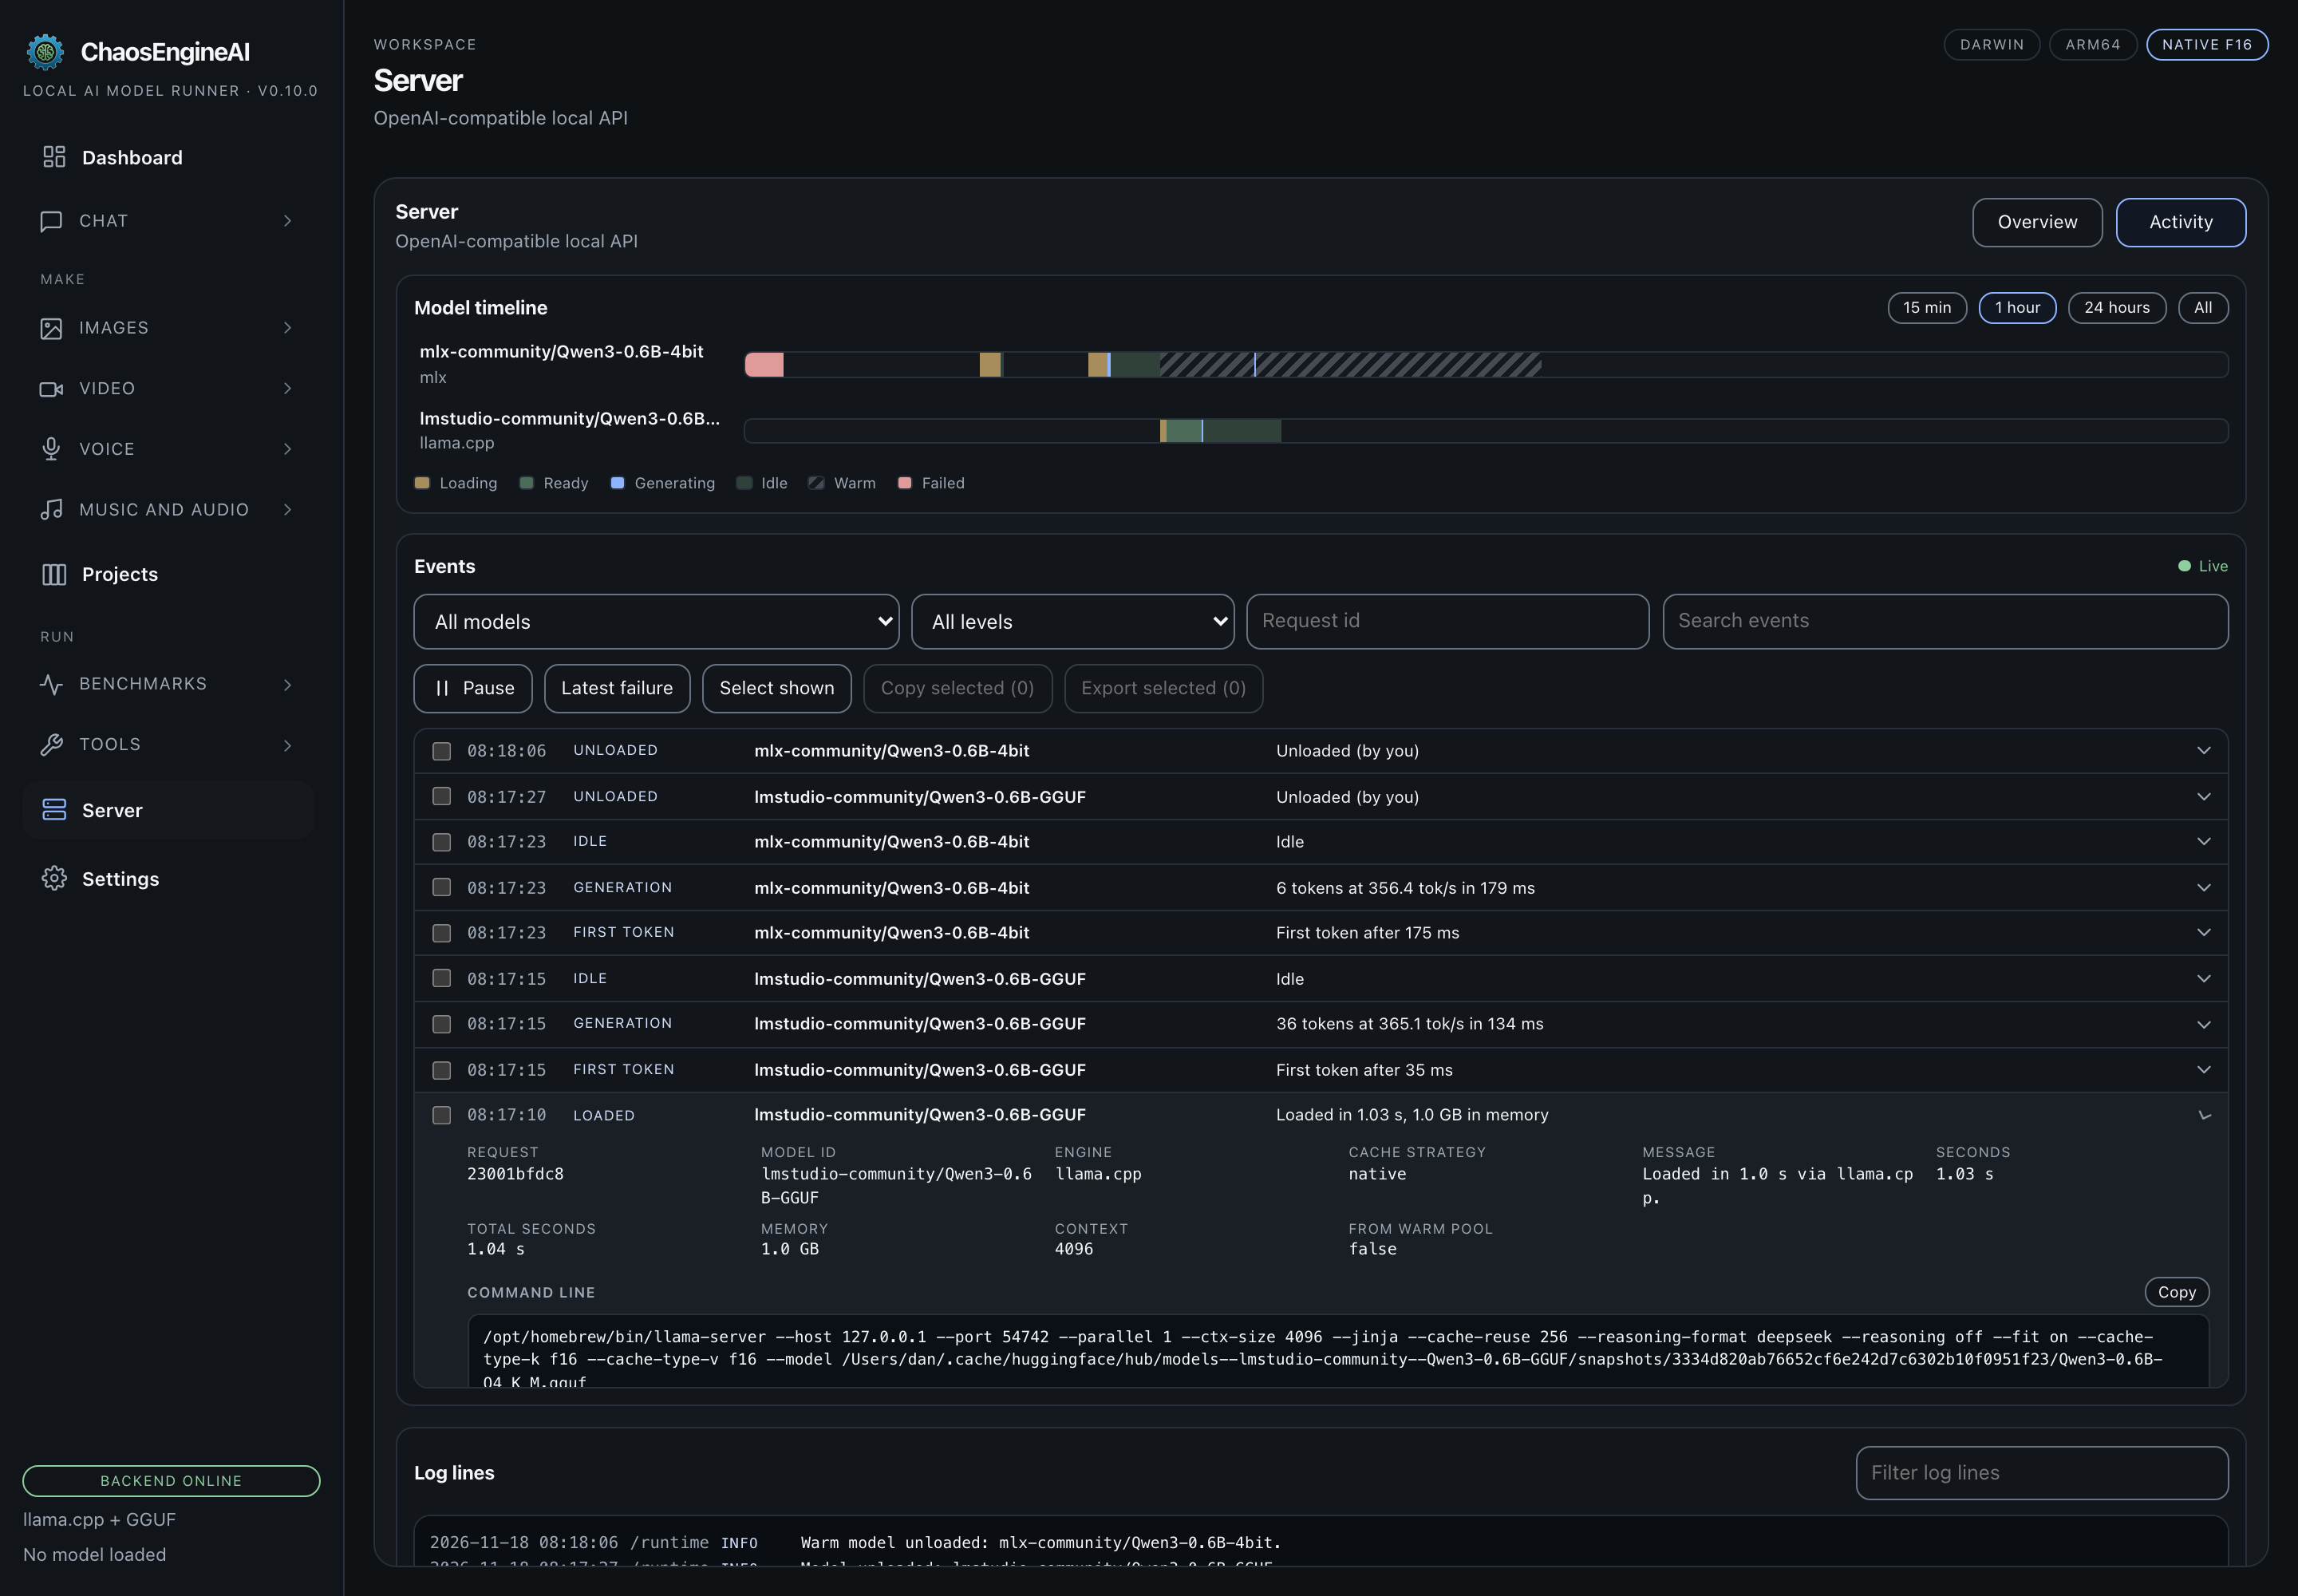 ChaosEngineAI
LOCAL AI MODEL RUNNER · V0.10.0
Dashboard
CHAT
MAKE
IMAGES
VIDEO
VOICE
MUSIC AND AUDIO
Projects
RUN
BENCHMARKS
TOOLS
Server
Settings
BACKEND ONLINE
llama.cpp + GGUF
No model loaded
WORKSPACE
Server
OpenAI-compatible local API
DARWIN
ARM64
NATIVE F16
Server
OpenAI-compatible local API
Overview
Activity
Model timeline
15 min
1 hour
24 hours
All
mlx-community/Qwen3-0.6B-4bit
mlx
lmstudio-community/Qwen3-0.6B...
llama.cpp
Loading
Ready
Generating
Idle
Warm
Failed
Events
Live
All models
All levels
Request id
Search events
Pause
Latest failure
Select shown
Copy selected (0)
Export selected (0)
08:18:06 UNLOADED mlx-community/Qwen3-0.6B-4bit Unloaded (by you)
08:17:27 UNLOADED lmstudio-community/Qwen3-0.6B-GGUF Unloaded (by you)
08:17:23 IDLE mlx-community/Qwen3-0.6B-4bit Idle
08:17:23 GENERATION mlx-community/Qwen3-0.6B-4bit 6 tokens at 356.4 tok/s in 179 ms
08:17:23 FIRST TOKEN mlx-community/Qwen3-0.6B-4bit First token after 175 ms
08:17:15 IDLE lmstudio-community/Qwen3-0.6B-GGUF Idle
08:17:15 GENERATION lmstudio-community/Qwen3-0.6B-GGUF 36 tokens at 365.1 tok/s in 134 ms
08:17:15 FIRST TOKEN lmstudio-community/Qwen3-0.6B-GGUF First token after 35 ms
08:17:10 LOADED lmstudio-community/Qwen3-0.6B-GGUF Loaded in 1.03 s, 1.0 GB in memory
REQUEST
23001bfdc8
MODEL ID
lmstudio-community/Qwen3-0.6
B-GGUF
ENGINE
llama.cpp
CACHE STRATEGY
native
MESSAGE
Loaded in 1.0 s via llama.cp
p.
SECONDS
1.03 s
TOTAL SECONDS
1.04 s
MEMORY
1.0 GB
CONTEXT
4096
FROM WARM POOL
false
COMMAND LINE
Copy
/opt/homebrew/bin/llama-server --host 127.0.0.1 --port 54742 --parallel 1 --ctx-size 4096 --jinja --cache-reuse 256 --reasoning-format deepseek --reasoning off --fit on --cache-
type-k f16 --cache-type-v f16 --model /Users/dan/.cache/huggingface/hub/models--lmstudio-community--Qwen3-0.6B-GGUF/snapshots/3334d820ab76652cf6e242d7c6302b10f0951f23/Qwen3-0.6B-
Q4_K_M.gguf
Log lines
Filter log lines
2026-11-18 08:18:06 /runtime INFO Warm model unloaded: mlx-community/Qwen3-0.6B-4bit.
2026-11-18 08:17:27 /runtime INFO Model unloaded: lmstudio-community/Qwen3-0.6B-GGUF